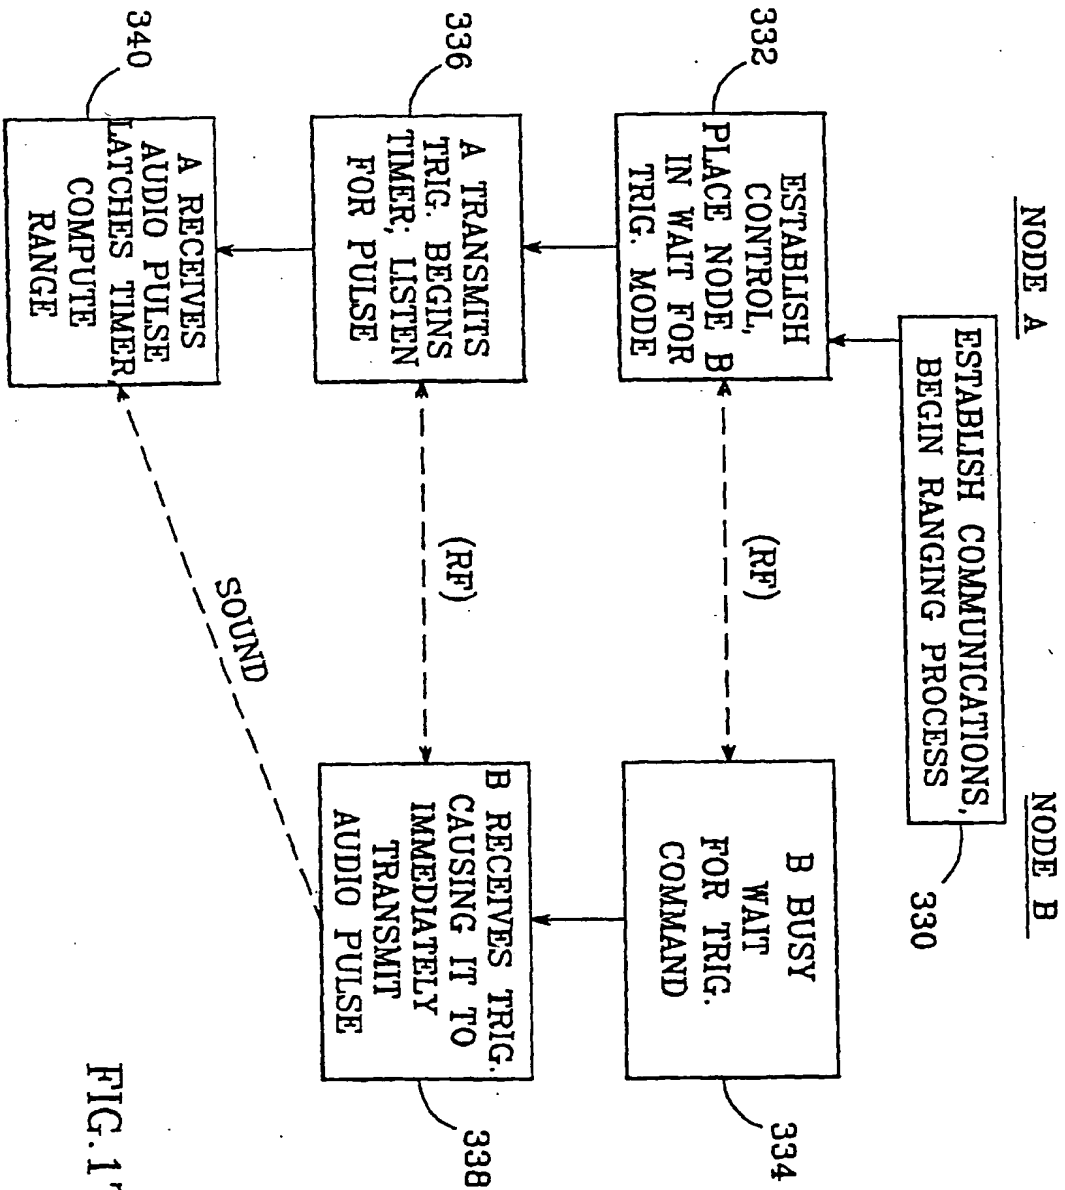 NODE A
NODE B
ESTABLISH COMMUNICATIONS,
BEGIN RANGING PROCESS
330
332
ESTABLISH
CONTROL,
PLACE NODE B
IN WAIT FOR
TRIG. MODE
(RF)
B BUSY
WAIT
FOR TRIG.
COMMAND
334
336
A TRANSMITS
TRIG. BEGINS
TIMER; LISTEN
FOR PULSE
(RF)
B RECEIVES TRIG.
CAUSING IT TO
IMMEDIATELY
TRANSMIT
AUDIO PULSE
338
340
A RECEIVES
AUDIO PULSE
LATCHES TIMER
COMPUTE
RANGE
SOUND